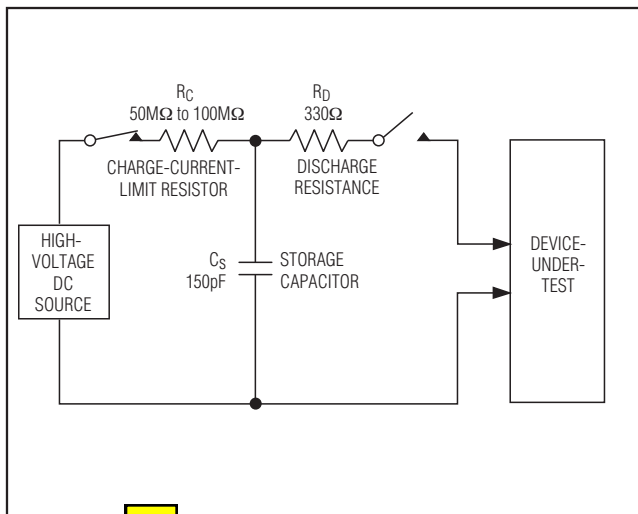 R_C
50MΩ to 100MΩ
CHARGE-CURRENT-
LIMIT RESISTOR
R_D
330Ω
DISCHARGE
RESISTANCE
HIGH-
VOLTAGE
DC
SOURCE
C_S
150pF
STORAGE
CAPACITOR
DEVICE-
UNDER-
TEST